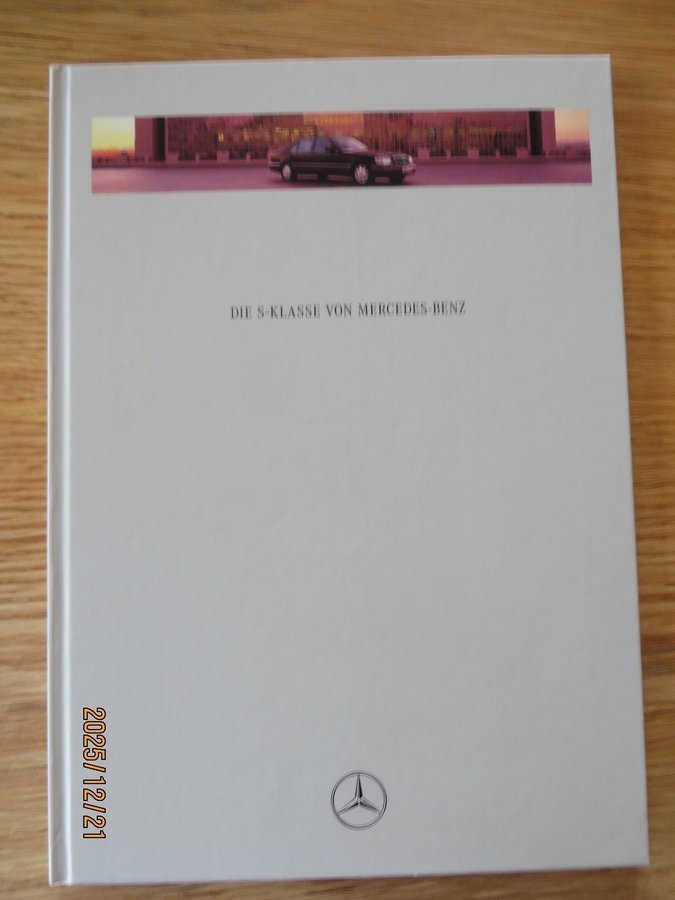 DIE S-KLASSE VON MERCEDES-BENZ
2025/12/21